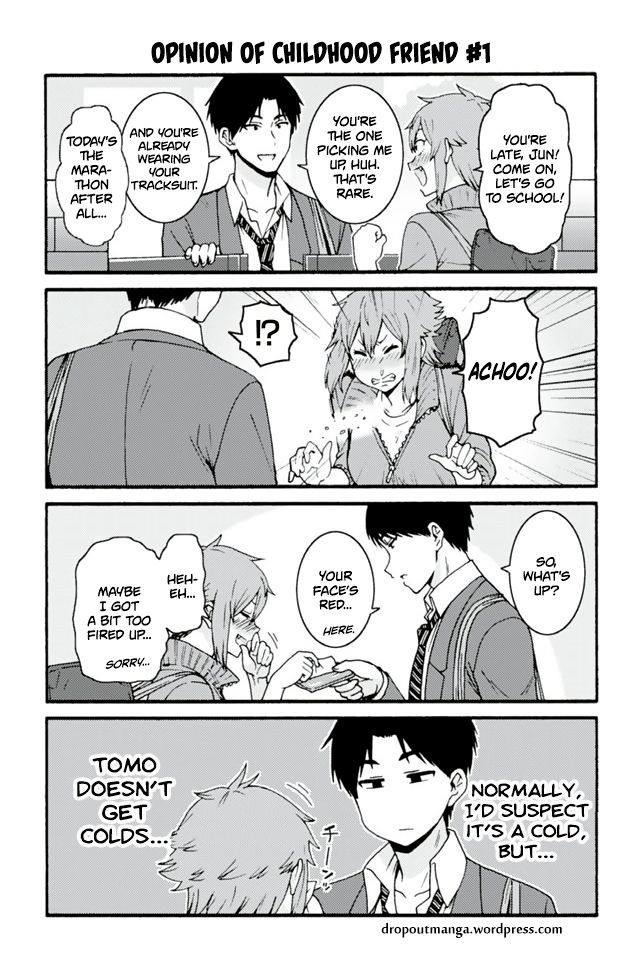 OPINION OF CHILDHOOD FRIEND #1
YOU'RE
LATE, JUN!
COME ON,
LET'S GO
TO SCHOOL!
YOU'RE
THE ONE
PICKING ME
UP, HUH.
THAT'S
RARE.
AND YOU'RE
ALREADY
WEARING
YOUR
TRACKSUIT.
TODAY'S
THE
MARA-
THON
AFTER
ALL...
ACHOO!
!?
SO,
WHAT'S
UP?
YOUR
FACE'S
RED...
HERE.
HEH-
EH...
MAYBE
I GOT
A BIT TOO
FIRED UP...
SORRY...
NORMALLY,
I'D SUSPECT
IT'S A COLD,
BUT...
チーンッ
TOMO
DOESN'T
GET
COLDS...
dropoutmanga.wordpress.com